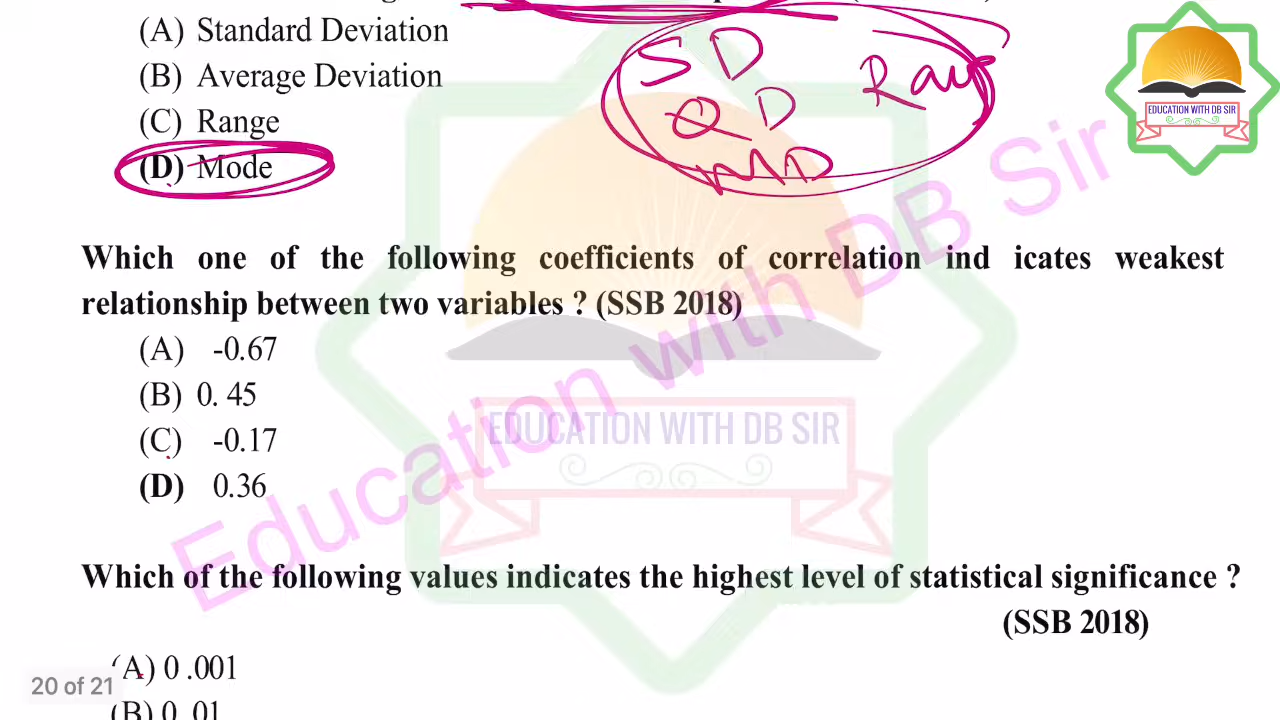 (A) Standard Deviation
(B) Average Deviation
(C) Range
(D) Mode
SD
QD
MD
EDUCATION WITH DB SIR
Which one of the following coefficients of correlation ind icates weakest
relationship between two variables ? (SSB 2018)
(A) -0.67
(B) 0. 45
(C) -0.17
(D) 0.36
EDUCATION WITH DB SIR
Education with DB Sir
Which of the following values indicates the highest level of statistical significance ?
(SSB 2018)
(A) 0 .001
(B) 0 01
20 of 21